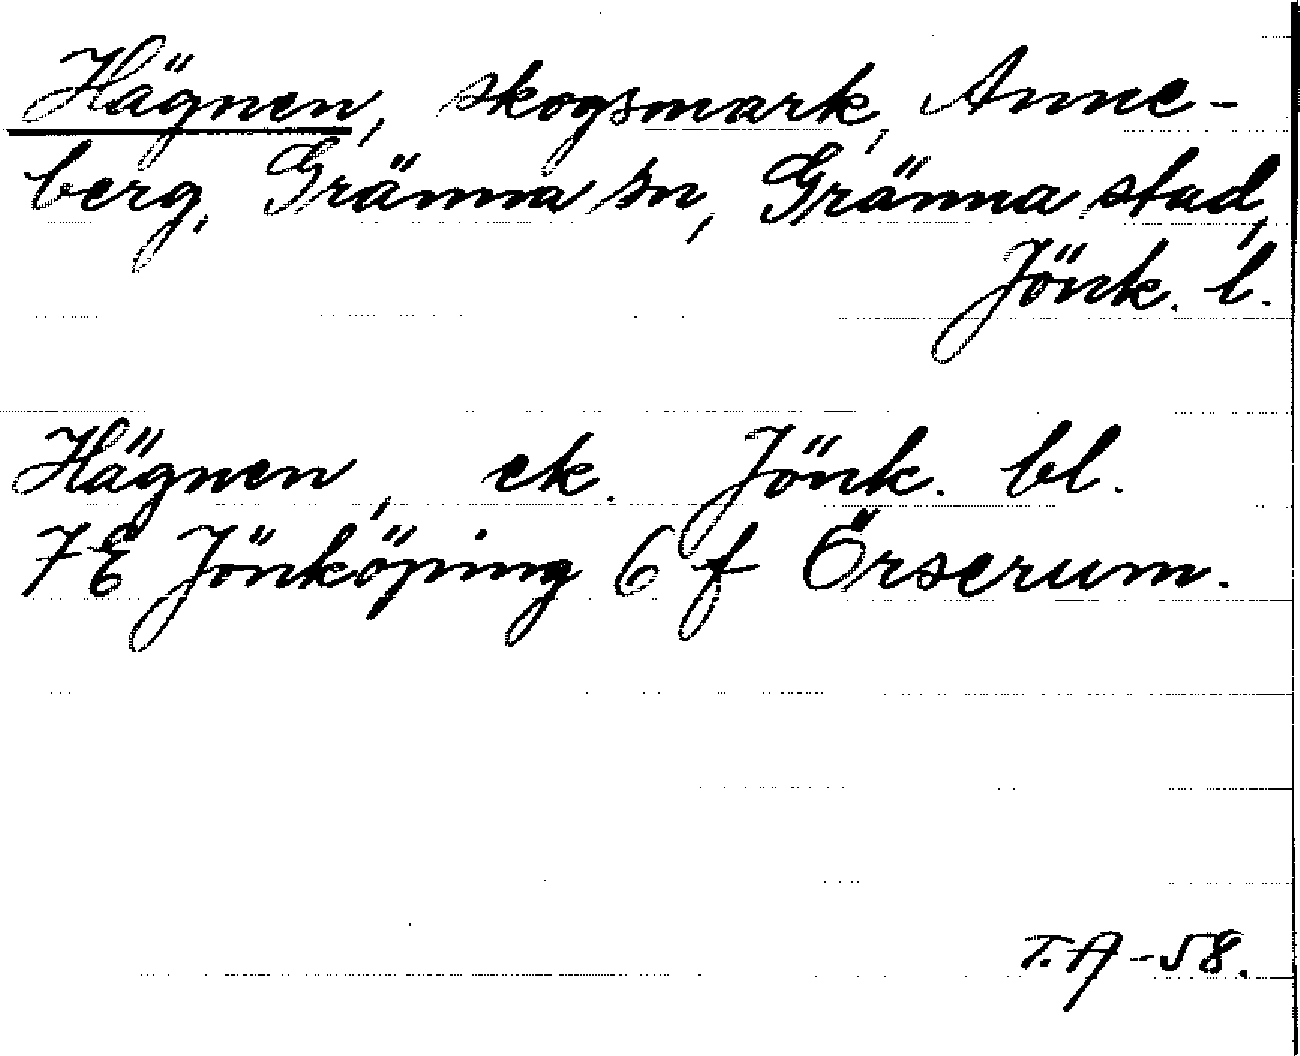 Hägnen, skogsmark, Anne-
berg, Gränna sn, Gränna stad,
Jönk. l.
Hägnen, ek. Jönk. bl.
7E Jönköping 6 f Örserum.
T.A -58.